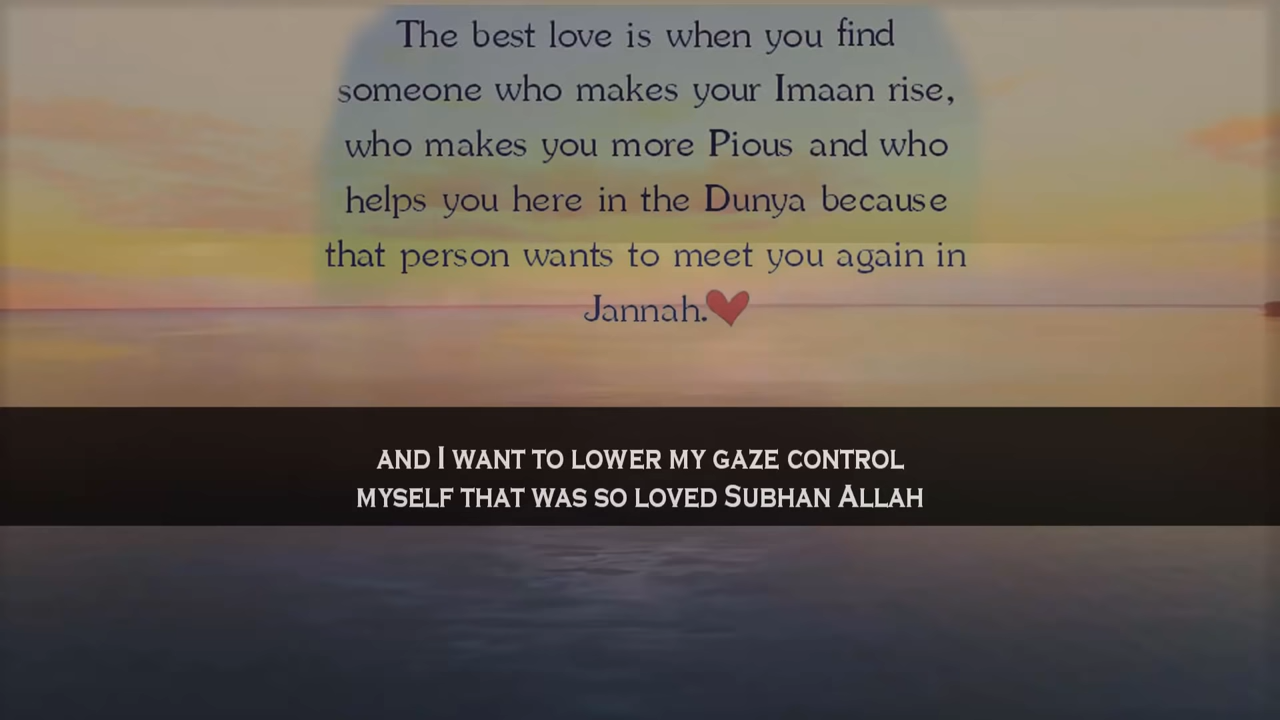 The best love is when you find
someone who makes your Imaan rise,
who makes you more Pious and who
helps you here in the Dunya because
that person wants to meet you again in
Jannah.❤
AND I WANT TO LOWER MY GAZE CONTROL
MYSELF THAT WAS SO LOVED SUBHAN ALLAH